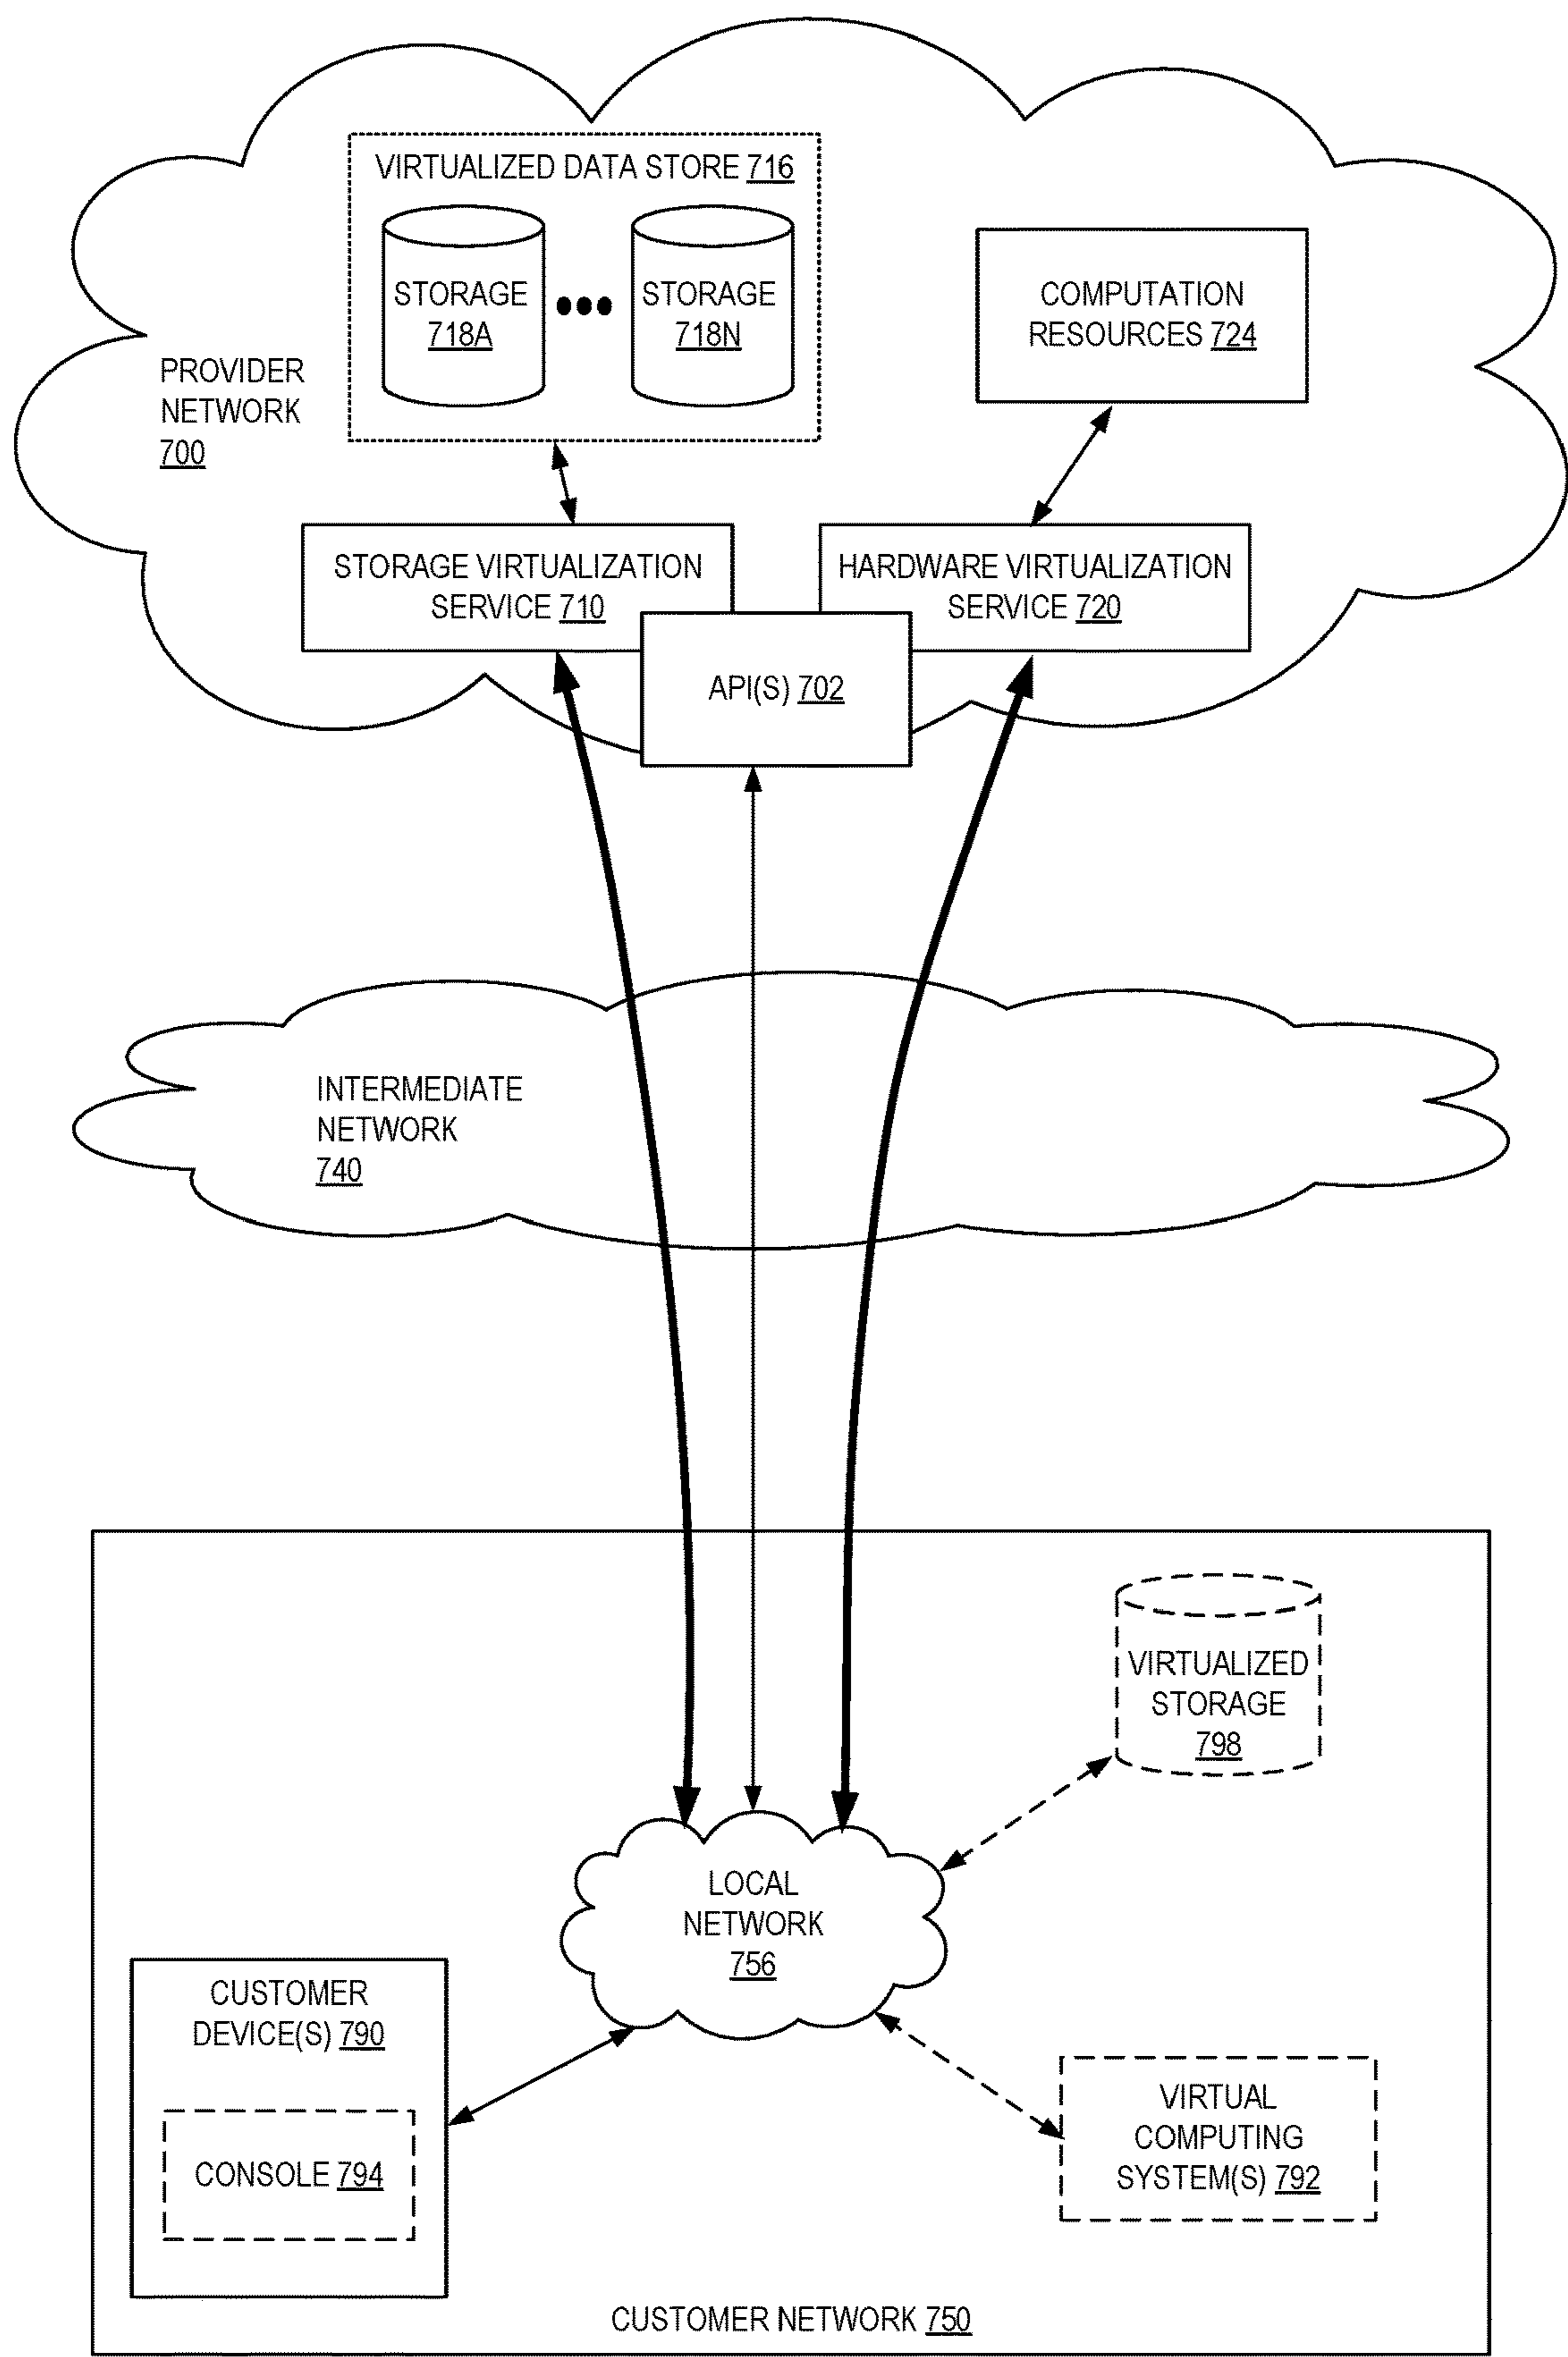 VIRTUALIZED DATA STORE 716
STORAGE
718A
STORAGE
718N
COMPUTATION
RESOURCES 724
PROVIDER
NETWORK
700
STORAGE VIRTUALIZATION
SERVICE 710
HARDWARE VIRTUALIZATION
SERVICE 720
API(S) 702
INTERMEDIATE
NETWORK
740
VIRTUALIZED
STORAGE
798
LOCAL
NETWORK
756
CUSTOMER
DEVICE(S) 790
CONSOLE 794
VIRTUAL
COMPUTING
SYSTEM(S) 792
CUSTOMER NETWORK 750